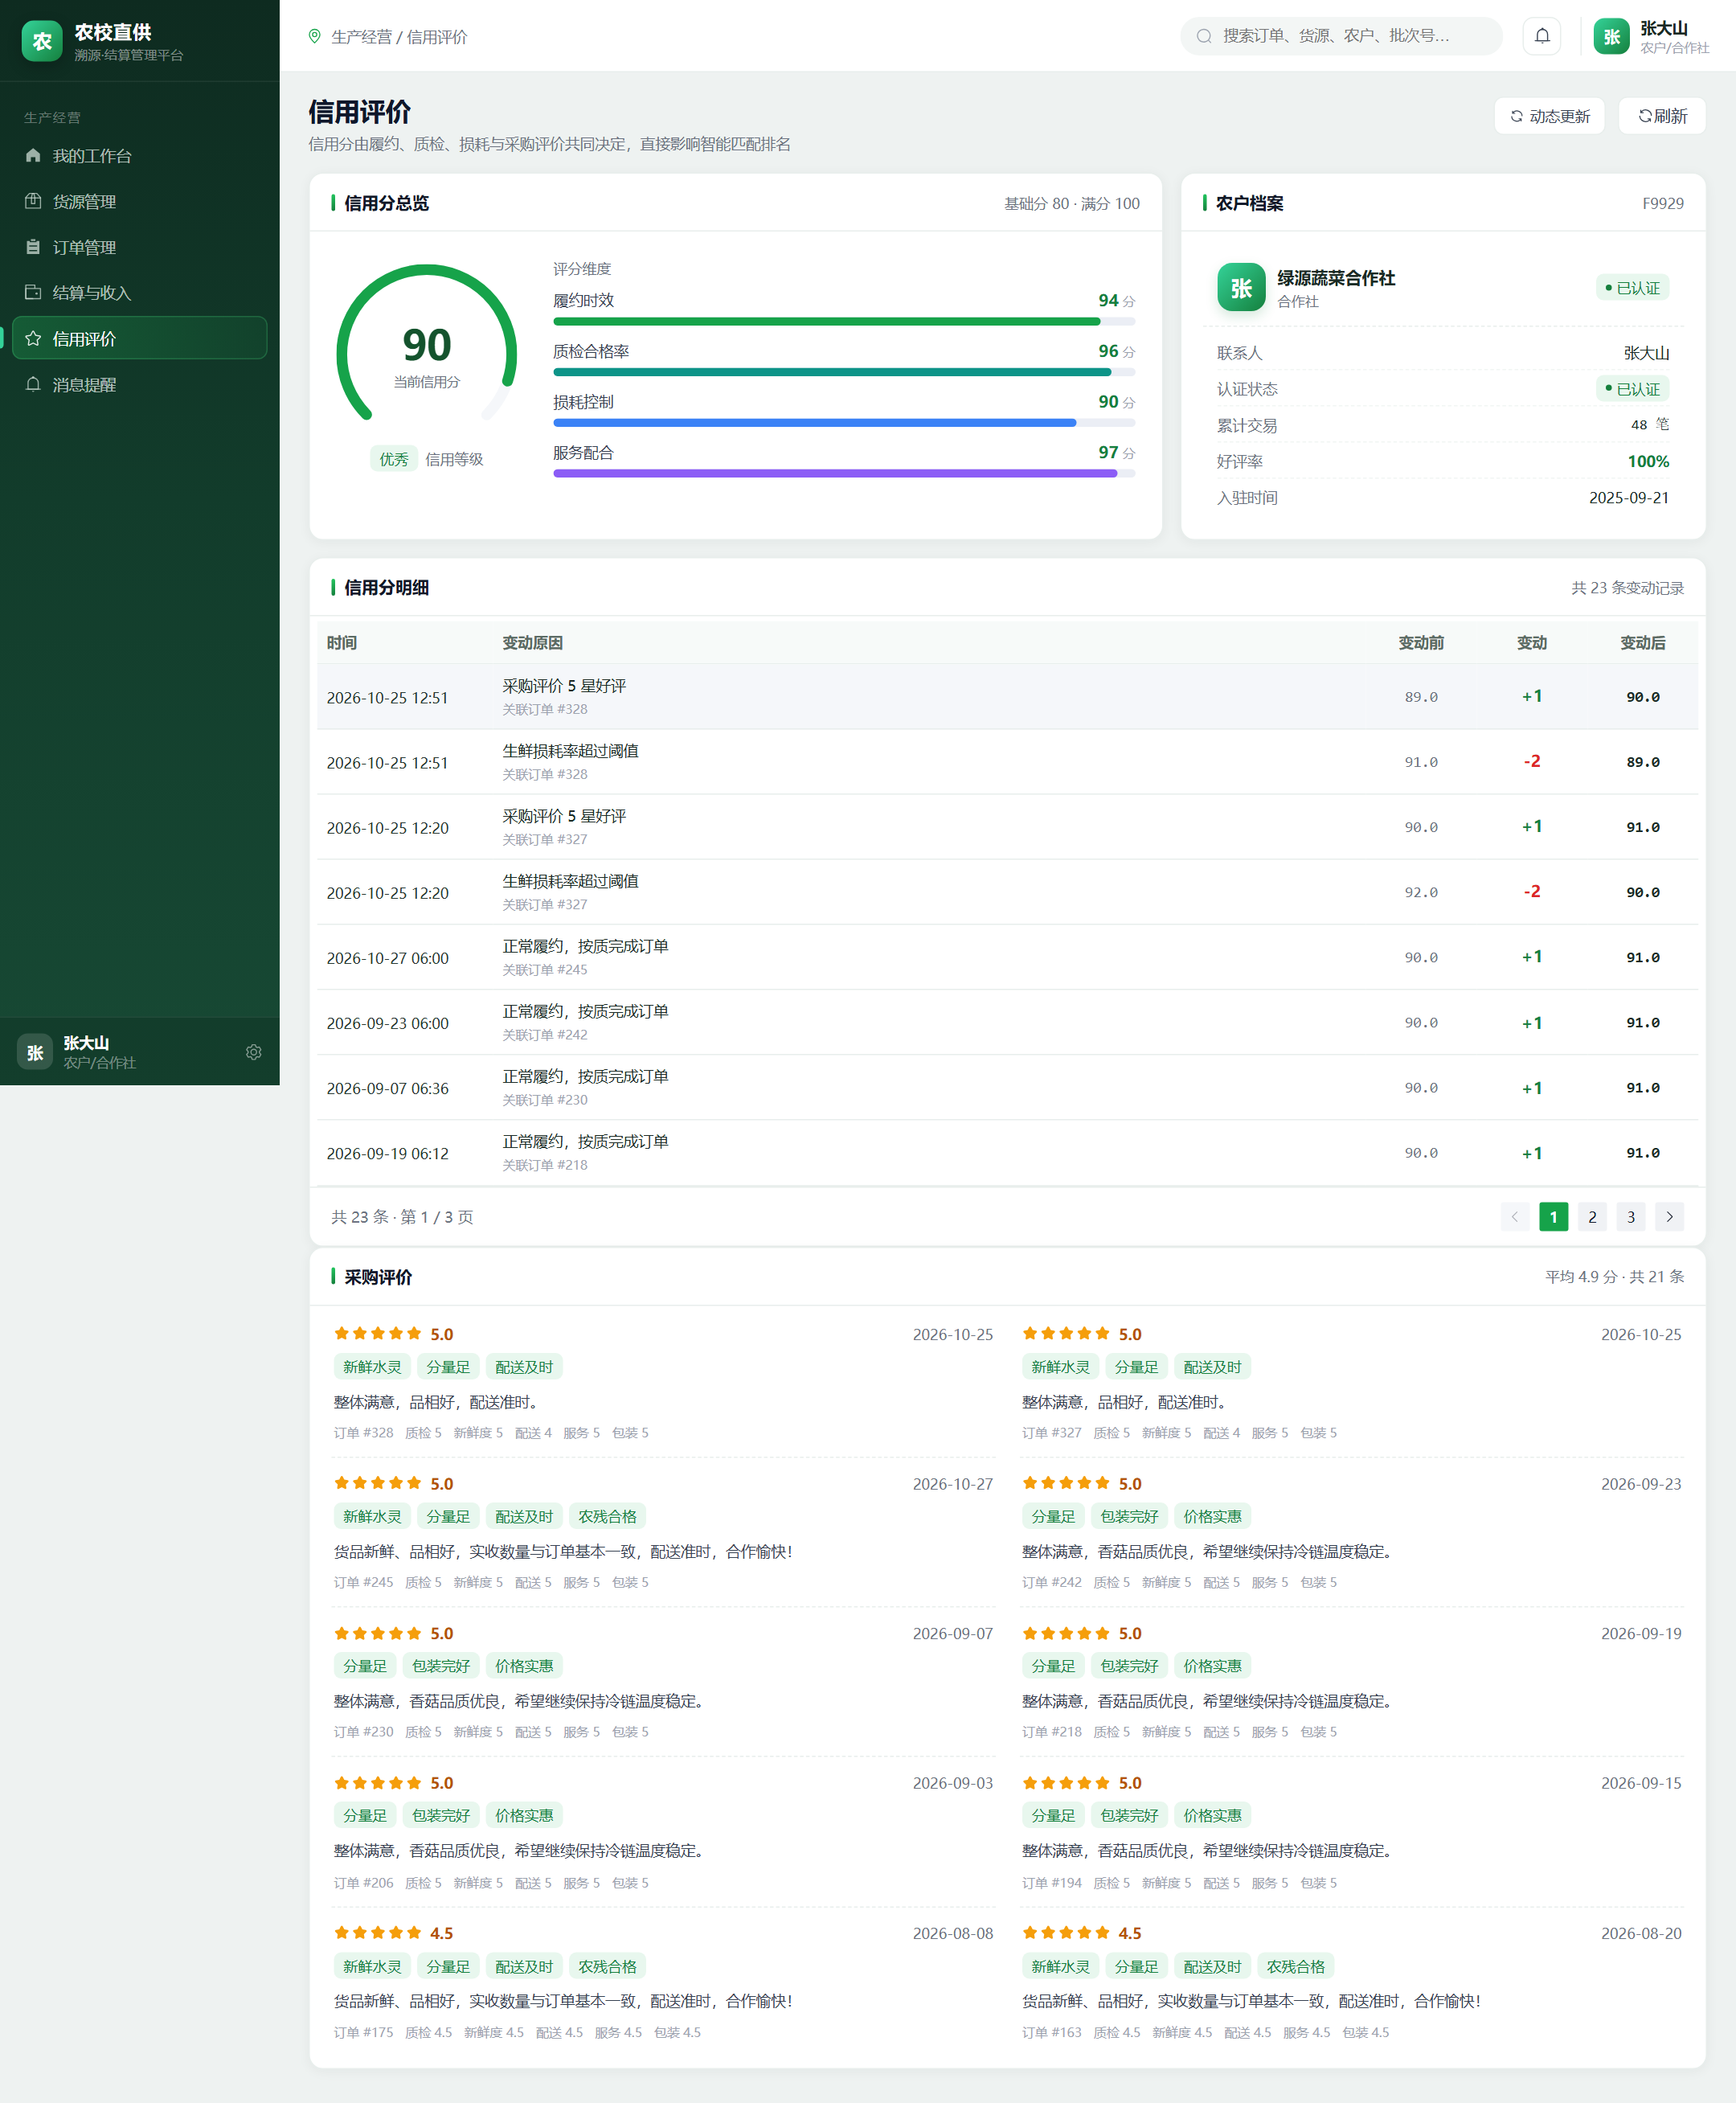 农
农校直供
溯源·结算管理平台
生产经营
我的工作台
货源管理
订单管理
结算与收入
信用评价
消息提醒
张
张大山
农户/合作社
生产经营 / 信用评价
搜索订单、货源、农户、批次号...
张
张大山
农户/合作社
信用评价
信用分由履约、质检、损耗与采购评价共同决定，直接影响智能匹配排名
动态更新
刷新
信用分总览
基础分 80 · 满分 100
90
当前信用分
优秀 信用等级
评分维度
履约时效 94 分
质检合格率 96 分
损耗控制 90 分
服务配合 97 分
农户档案
F9929
张
绿源蔬菜合作社
合作社
已认证
联系人 张大山
认证状态 已认证
累计交易 48 笔
好评率 100%
入驻时间 2025-09-21
信用分明细
共 23 条变动记录
时间 变动原因 变动前 变动 变动后
2026-10-25 12:51 采购评价 5 星好评 89.0 +1 90.0
关联订单 #328
2026-10-25 12:51 生鲜损耗率超过阈值 91.0 -2 89.0
关联订单 #328
2026-10-25 12:20 采购评价 5 星好评 90.0 +1 91.0
关联订单 #327
2026-10-25 12:20 生鲜损耗率超过阈值 92.0 -2 90.0
关联订单 #327
2026-10-27 06:00 正常履约，按质完成订单 90.0 +1 91.0
关联订单 #245
2026-09-23 06:00 正常履约，按质完成订单 90.0 +1 91.0
关联订单 #242
2026-09-07 06:36 正常履约，按质完成订单 90.0 +1 91.0
关联订单 #230
2026-09-19 06:12 正常履约，按质完成订单 90.0 +1 91.0
关联订单 #218
共 23 条 · 第 1 / 3 页
1 2 3
采购评价
平均 4.9 分 · 共 21 条
5.0 2026-10-25
新鲜水灵 分量足 配送及时
整体满意，品相好，配送准时。
订单 #328 质检 5 新鲜度 5 配送 4 服务 5 包装 5
5.0 2026-10-25
新鲜水灵 分量足 配送及时
整体满意，品相好，配送准时。
订单 #327 质检 5 新鲜度 5 配送 4 服务 5 包装 5
5.0 2026-10-27
新鲜水灵 分量足 配送及时 农残合格
货品新鲜、品相好，实收数量与订单基本一致，配送准时，合作愉快！
订单 #245 质检 5 新鲜度 5 配送 5 服务 5 包装 5
5.0 2026-09-23
分量足 包装完好 价格实惠
整体满意，香菇品质优良，希望继续保持冷链温度稳定。
订单 #242 质检 5 新鲜度 5 配送 5 服务 5 包装 5
5.0 2026-09-07
分量足 包装完好 价格实惠
整体满意，香菇品质优良，希望继续保持冷链温度稳定。
订单 #230 质检 5 新鲜度 5 配送 5 服务 5 包装 5
5.0 2026-09-19
分量足 包装完好 价格实惠
整体满意，香菇品质优良，希望继续保持冷链温度稳定。
订单 #218 质检 5 新鲜度 5 配送 5 服务 5 包装 5
5.0 2026-09-03
分量足 包装完好 价格实惠
整体满意，香菇品质优良，希望继续保持冷链温度稳定。
订单 #206 质检 5 新鲜度 5 配送 5 服务 5 包装 5
5.0 2026-09-15
分量足 包装完好 价格实惠
整体满意，香菇品质优良，希望继续保持冷链温度稳定。
订单 #194 质检 5 新鲜度 5 配送 5 服务 5 包装 5
4.5 2026-08-08
新鲜水灵 分量足 配送及时 农残合格
货品新鲜、品相好，实收数量与订单基本一致，配送准时，合作愉快！
订单 #175 质检 4.5 新鲜度 4.5 配送 4.5 服务 4.5 包装 4.5
4.5 2026-08-20
新鲜水灵 分量足 配送及时 农残合格
货品新鲜、品相好，实收数量与订单基本一致，配送准时，合作愉快！
订单 #163 质检 4.5 新鲜度 4.5 配送 4.5 服务 4.5 包装 4.5